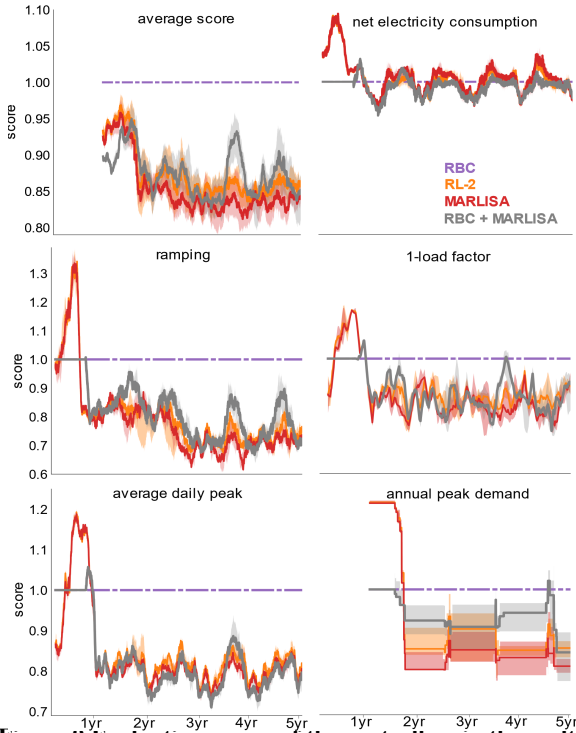 average score
net electricity consumption
1.10
1.05
1.00
0.95
0.90
0.85
0.80
score
RBC
RL-2
MARLISA
RBC + MARLISA
ramping
1-load factor
1.3
1.2
1.1
1.0
0.9
0.8
0.7
0.6
score
average daily peak
annual peak demand
1.2
1.1
1.0
0.9
0.8
0.7
score
1yr 2yr 3yr 4yr 5yr
1yr 2yr 3yr 4yr 5yr